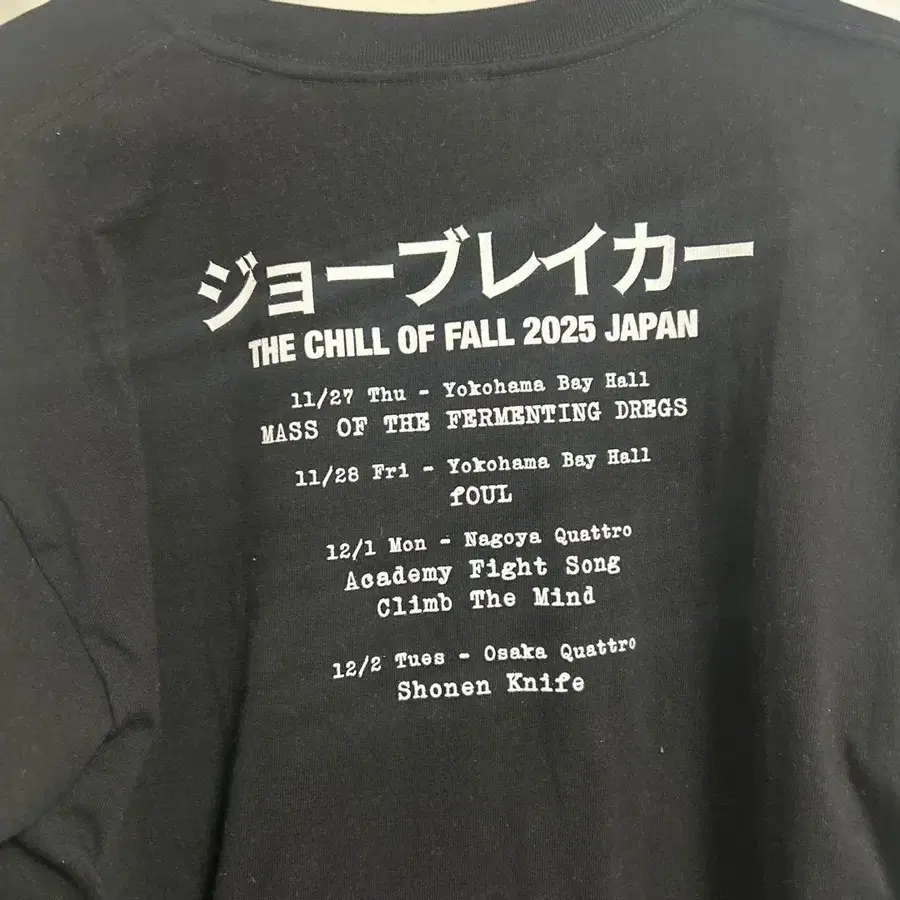 ジョーブレイカー
THE CHILL OF FALL 2025 JAPAN
11/27 Thu - Yokohama Bay Hall
MASS OF THE FERMENTING DREGS
11/28 Fri - Yokohama Bay Hall
fOUL
12/1 Mon - Nagoya Quattro
Academy Fight Song
Climb The Mind
12/2 Tues - Osaka Quattro
Shonen Knife